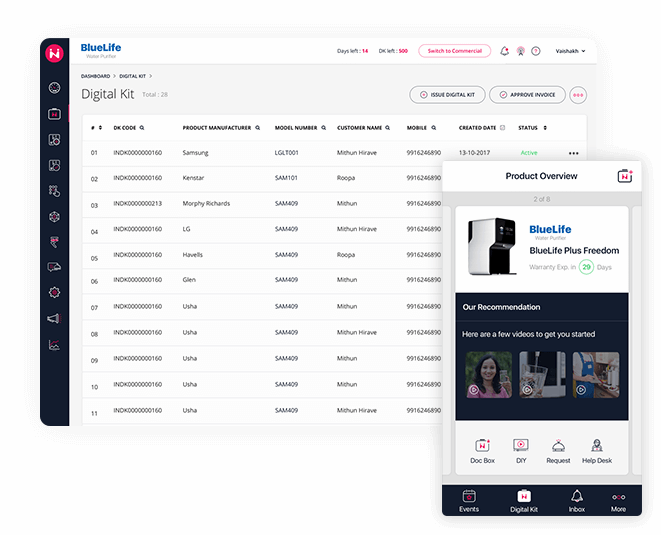 BlueLife
Water Purifier
Days left : 14 DK left : 500 Switch to Commercial Vaishakh
DASHBOARD > DIGITAL KIT >
Digital Kit Total : 28
ISSUE DIGITAL KIT APPROVE INVOICE
# DK CODE PRODUCT MANUFACTURER MODEL NUMBER CUSTOMER NAME MOBILE CREATED DATE STATUS
01 INDK0000000160 Samsung LGLT001 Mithun Hirave 9916246890 13-10-2017 Active
02 INDK0000000160 Kenstar SAM101 Roopa 9916246890
03 INDK0000000213 Morphy Richards SAM409 Mithun 9916246890
04 INDK0000000160 LG SAM409 Mithun Hirave 9916246890
05 INDK0000000160 Havells SAM409 Roopa 9916246890
06 INDK0000000160 Glen SAM409 Mithun 9916246890
07 INDK0000000160 Usha SAM409 Mithun 9916246890
08 INDK0000000160 Usha SAM409 Mithun Hirave 9916246890
09 INDK0000000160 Usha SAM409 Mithun 9916246890
10 INDK0000000160 Usha SAM409 Mithun 9916246890
11 INDK0000000160 Usha SAM409 Mithun Hirave 9916246890
Product Overview
2 of 8
BlueLife
Water Purifier
BlueLife Plus Freedom
Warranty Exp. in 29 Days
Our Recommendation
Here are a few videos to get you started
Doc Box DIY Request Help Desk
Events Digital Kit Inbox More